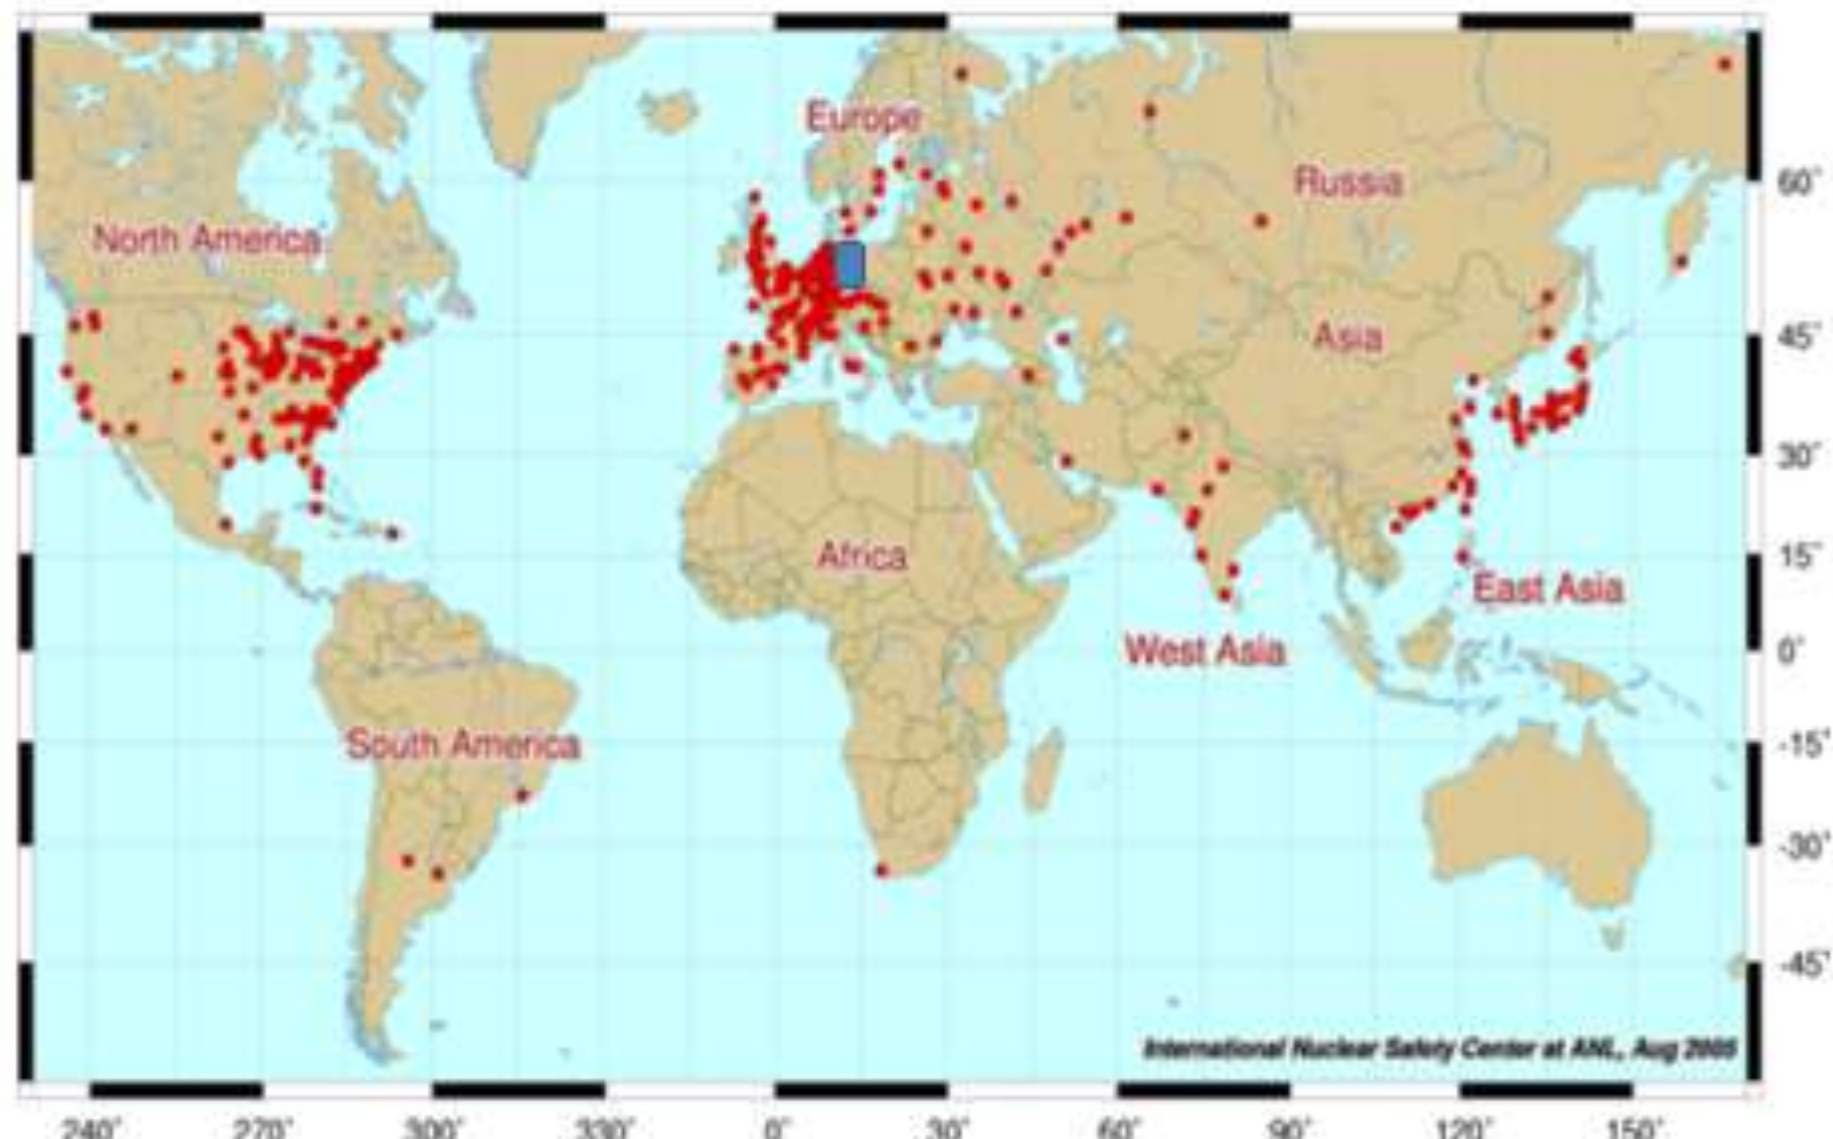 Europe
60°
Russia
North America
45°
Asia
30°
15°
Africa
East Asia
0°
West Asia
-15°
South America
-30°
-45°
International Nuclear Safety Center at ANL, Aug 2005
240° 270° 300° 330° 0° 30° 60° 90° 120° 150°